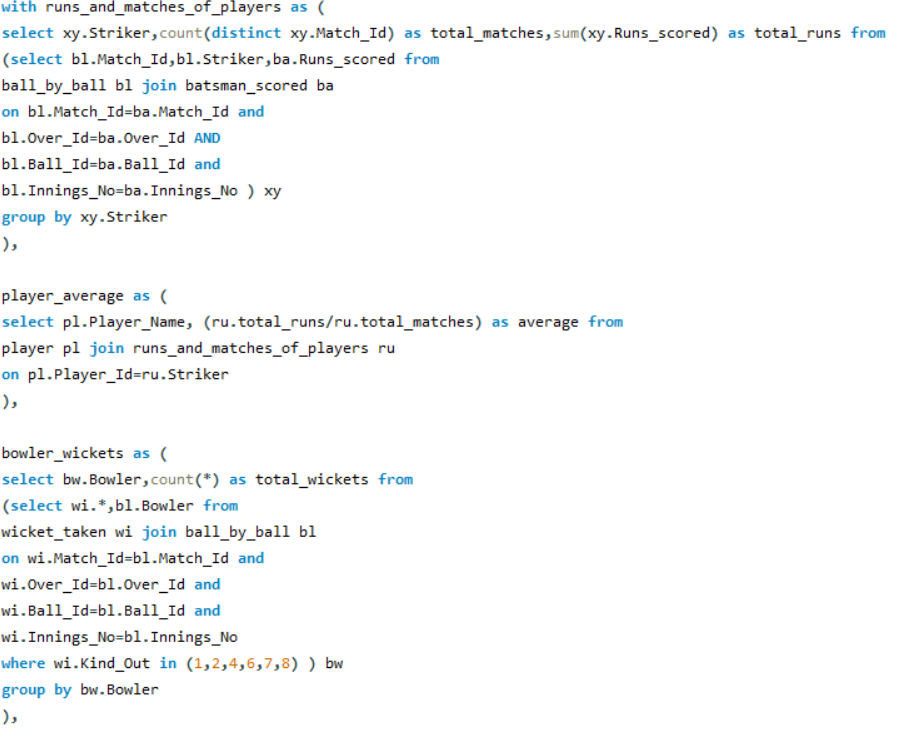 with runs_and_matches_of_players as (
select xy.Striker,count(distinct xy.Match_Id) as total_matches,sum(xy.Runs_scored) as total_runs from
(select bl.Match_Id,bl.Striker,ba.Runs_scored from
ball_by_ball bl join batsman_scored ba
on bl.Match_Id=ba.Match_Id and
bl.Over_Id=ba.Over_Id AND
bl.Ball_Id=ba.Ball_Id and
bl.Innings_No=ba.Innings_No ) xy
group by xy.Striker
),
player_average as (
select pl.Player_Name, (ru.total_runs/ru.total_matches) as average from
player pl join runs_and_matches_of_players ru
on pl.Player_Id=ru.Striker
),
bowler_wickets as (
select bw.Bowler,count(*) as total_wickets from
(select wi.*,bl.Bowler from
wicket_taken wi join ball_by_ball bl
on wi.Match_Id=bl.Match_Id and
wi.Over_Id=bl.Over_Id and
wi.Ball_Id=bl.Ball_Id and
wi.Innings_No=bl.Innings_No
where wi.Kind_Out in (1,2,4,6,7,8) ) bw
group by bw.Bowler
),